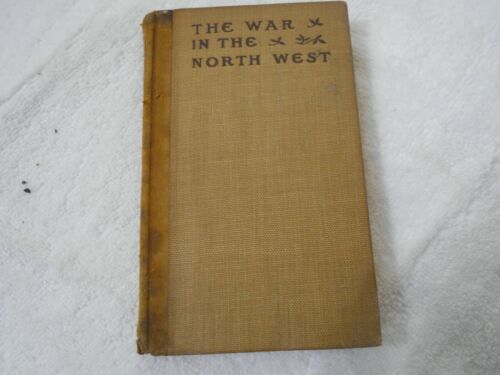 THE WAR
IN THE
NORTH WEST